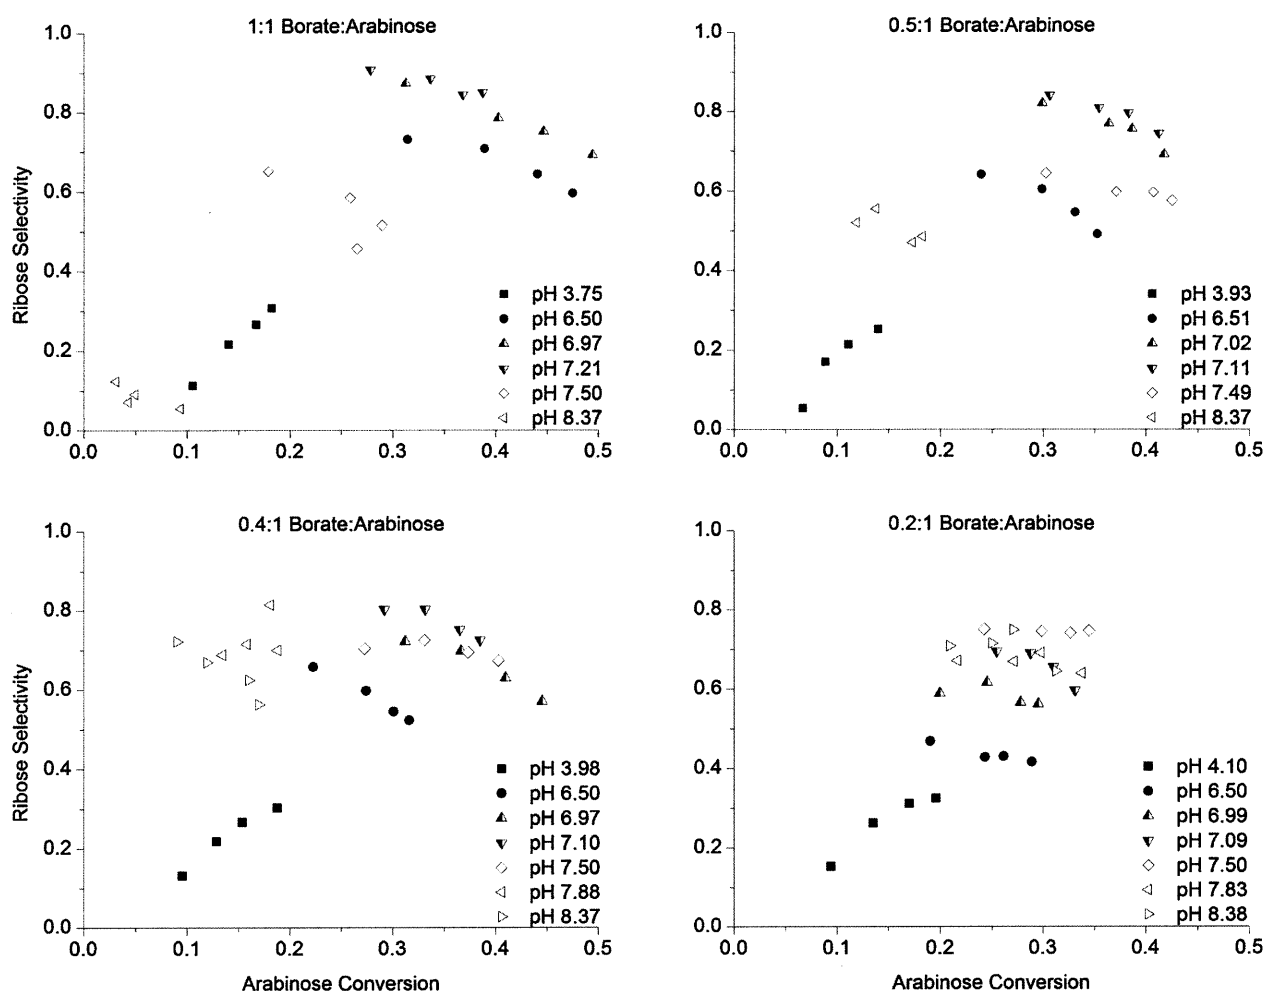 1:1 Borate:Arabinose
1.0
0.8
0.6
0.4
0.2
0.0
Ribose Selectivity
pH 3.75
pH 6.50
pH 6.97
pH 7.21
pH 7.50
pH 8.37
0.0 0.1 0.2 0.3 0.4 0.5
0.5:1 Borate:Arabinose
1.0
0.8
0.6
0.4
0.2
0.0
pH 3.93
pH 6.51
pH 7.02
pH 7.11
pH 7.49
pH 8.37
0.0 0.1 0.2 0.3 0.4 0.5
0.4:1 Borate:Arabinose
1.0
0.8
0.6
0.4
0.2
0.0
Ribose Selectivity
pH 3.98
pH 6.50
pH 6.97
pH 7.10
pH 7.50
pH 7.88
pH 8.37
0.0 0.1 0.2 0.3 0.4 0.5
Arabinose Conversion
0.2:1 Borate:Arabinose
1.0
0.8
0.6
0.4
0.2
0.0
pH 4.10
pH 6.50
pH 6.99
pH 7.09
pH 7.50
pH 7.83
pH 8.38
0.0 0.1 0.2 0.3 0.4 0.5
Arabinose Conversion